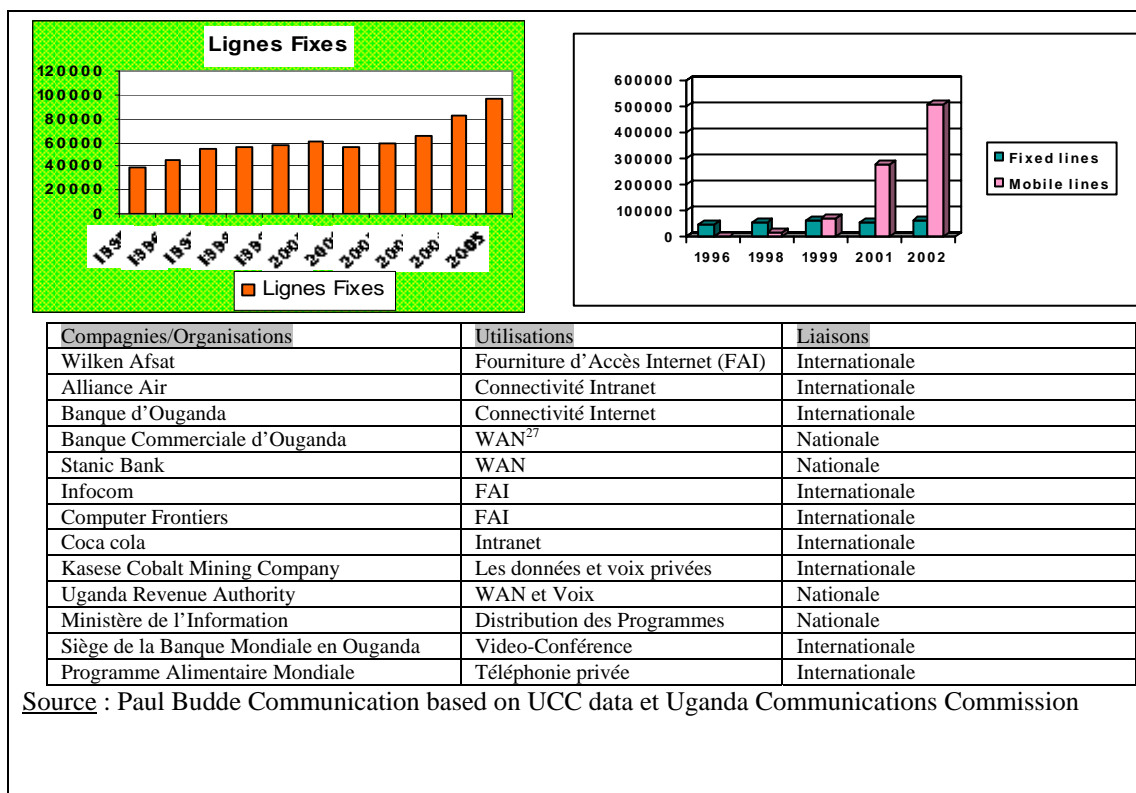 Lignes Fixes
120000
100000
80000
60000
40000
20000
0
2005
Lignes Fixes
600000
500000
400000
300000
200000
100000
0
1996 1998 1999 2001 2002
Fixed lines
Mobile lines
Compagnies/Organisations Utilisations Liaisons
Wilken Afsat Fourniture d’Accès Internet (FAI) Internationale
Alliance Air Connectivité Intranet Internationale
Banque d’Ouganda Connectivité Internet Internationale
Banque Commerciale d’Ouganda WAN27 Nationale
Stanic Bank WAN Nationale
Infocom FAI Internationale
Computer Frontiers FAI Internationale
Coca cola Intranet Internationale
Kasese Cobalt Mining Company Les données et voix privées Internationale
Uganda Revenue Authority WAN et Voix Nationale
Ministère de l’Information Distribution des Programmes Nationale
Siège de la Banque Mondiale en Ouganda Video-Conférence Internationale
Programme Alimentaire Mondiale Téléphonie privée Internationale
Source : Paul Budde Communication based on UCC data et Uganda Communications Commission